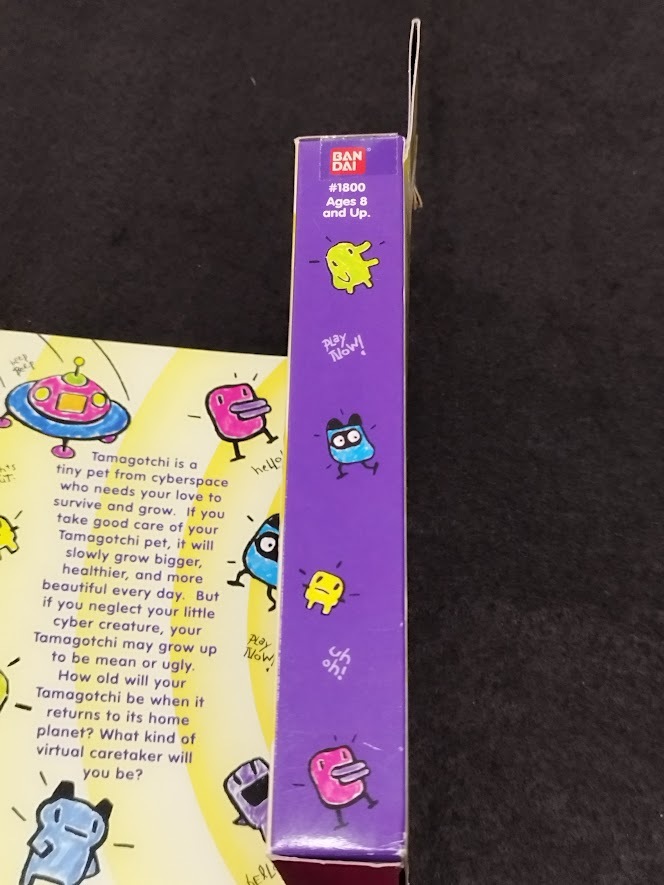 BAN
DAI
#1800
Ages 8
and Up.
PLAY
NOW!
uh
oh!
beep
beep
hello!
Tamagotchi is a
tiny pet from cyberspace
who needs your love to
survive and grow. If you
take good care of your
Tamagotchi pet, it will
slowly grow bigger,
healthier, and more
beautiful every day. But
if you neglect your little
cyber creature, your
Tamagotchi may grow up
to be mean or ugly.
How old will your
Tamagotchi be when it
returns to its home
planet? What kind of
virtual caretaker will
you be?
PLAY
NOW!